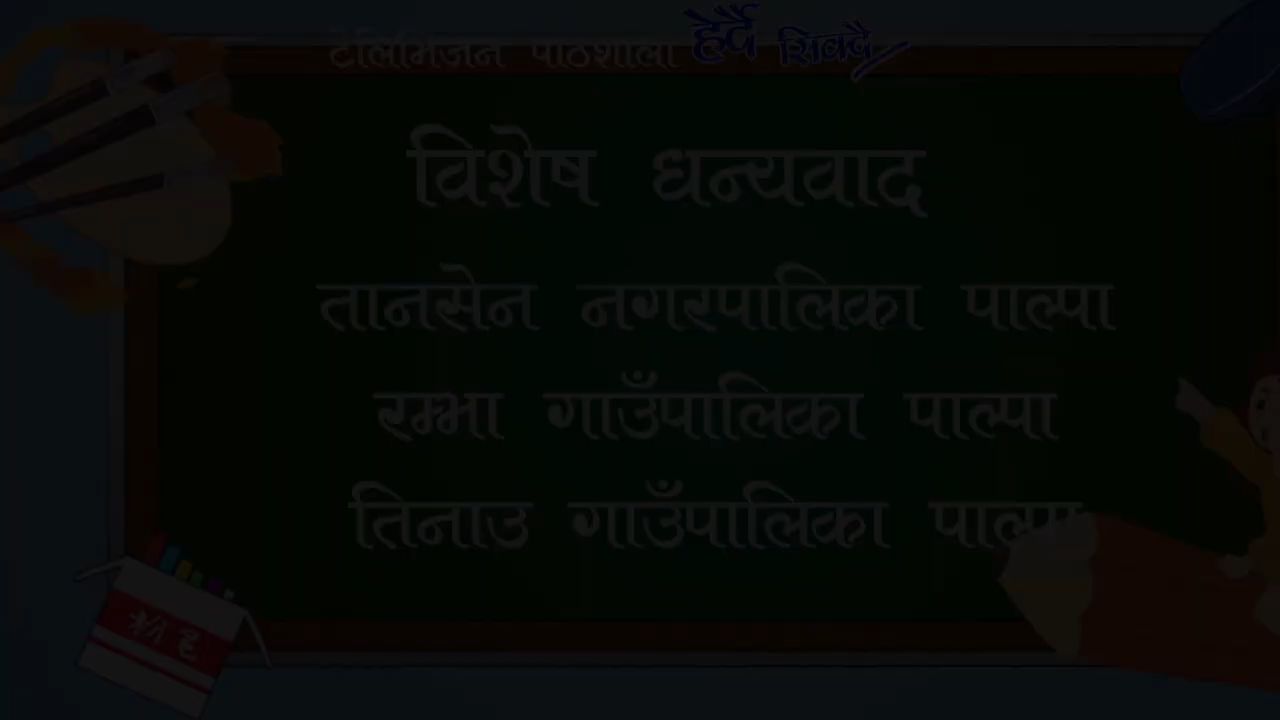 टेलिभिजन पाठशाला हेर्दै सिक्दै
विशेष धन्यवाद
तानसेन नगरपालिका पाल्पा
रम्भा गाउँपालिका पाल्पा
तिनाउ गाउँपालिका पाल्पा